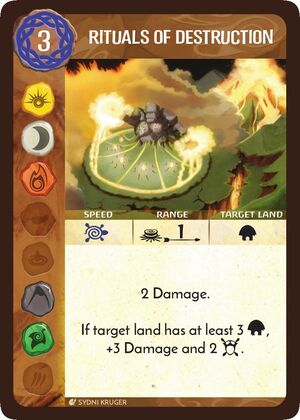 3
RITUALS OF DESTRUCTION
SPEED RANGE TARGET LAND
1
2 Damage.
If target land has at least 3 ,
+3 Damage and 2 .
SYDNI KRUGER